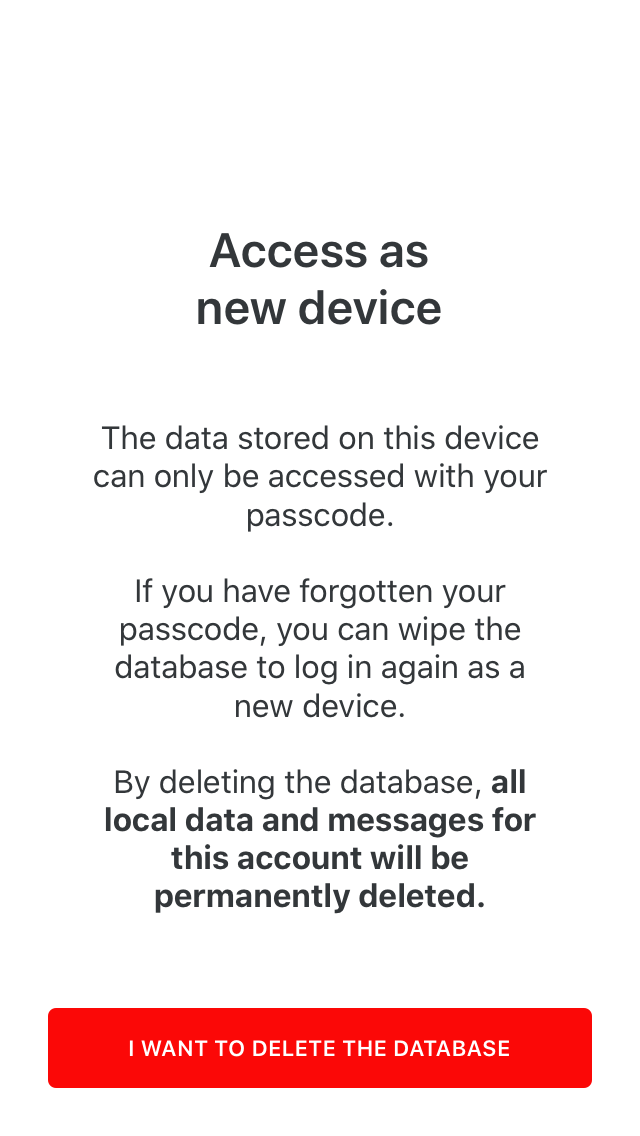 Access as
new device
The data stored on this device
can only be accessed with your
passcode.
If you have forgotten your
passcode, you can wipe the
database to log in again as a
new device.
By deleting the database, all
local data and messages for
this account will be
permanently deleted.
I WANT TO DELETE THE DATABASE